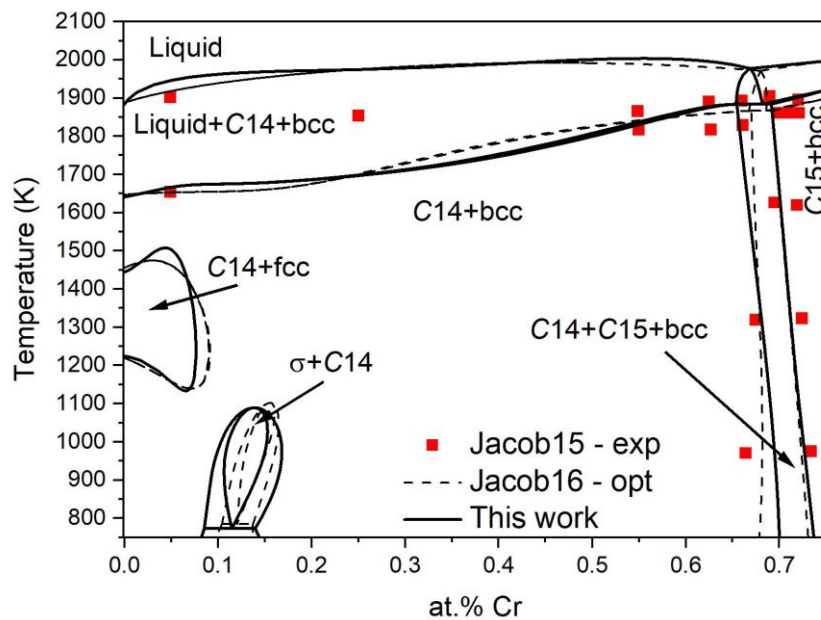 2100
2000
1900
1800
1700
1600
1500
1400
1300
1200
1100
1000
900
800
Temperature (K)
Liquid
Liquid+C14+bcc
C15+bcc
C14+bcc
C14+fcc
C14+C15+bcc
σ+C14
Jacob15 - exp
Jacob16 - opt
This work
0.0 0.1 0.2 0.3 0.4 0.5 0.6 0.7
at.% Cr